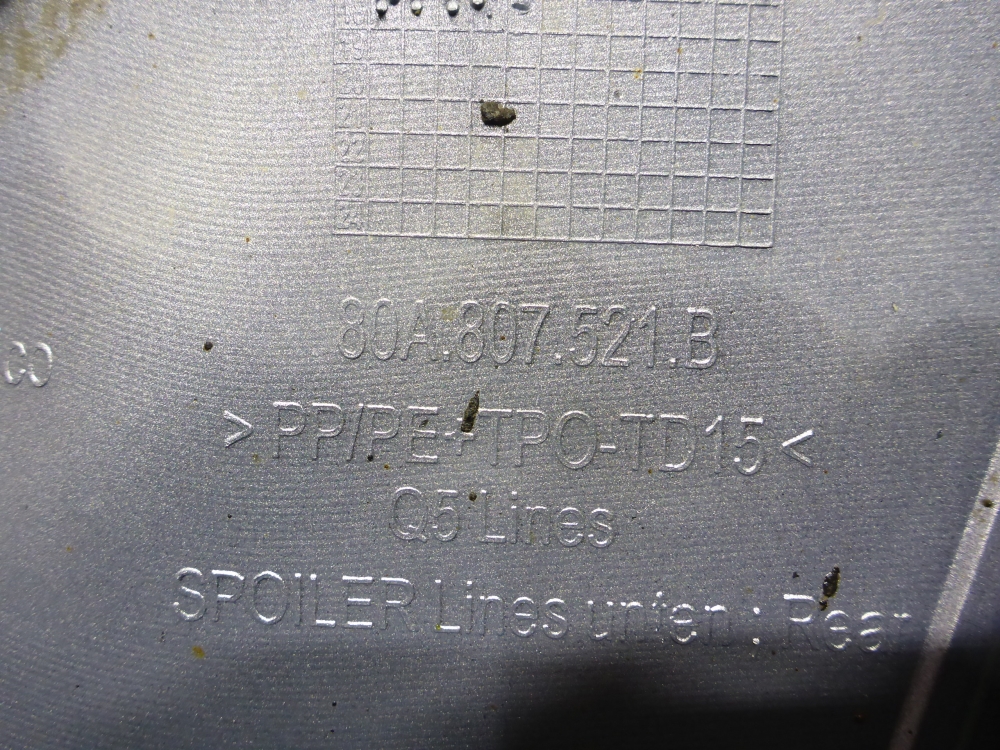 80A.807.521.B
>PP/PE+TPO-TD15<
Q5 Lines
SPOILER Lines unten ; Rear